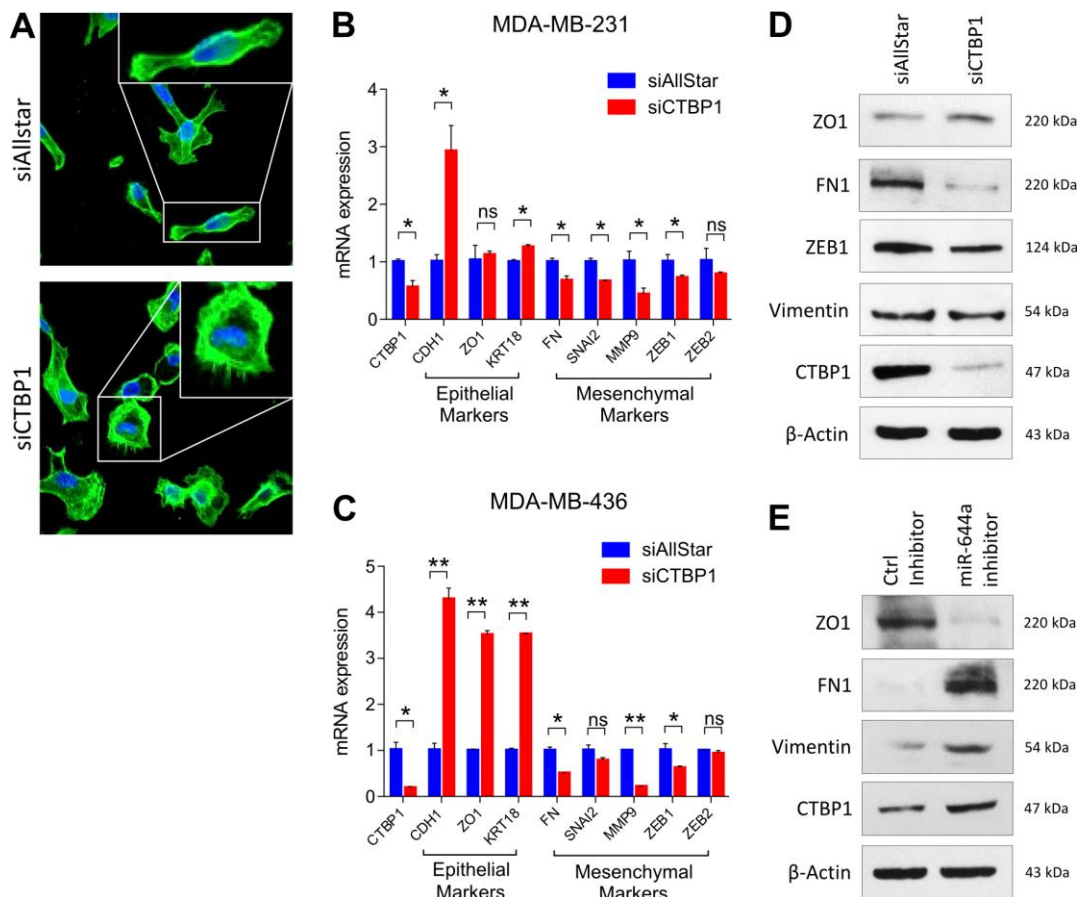 A
siAllstar
siCTBP1
B
MDA-MB-231
siAllStar
siCTBP1
mRNA expression
4
3
2
1
0
*
*
ns
*
*
*
*
*
ns
CTBP1
CDH1
ZO1
KRT18
FN
SNAI2
MMP9
ZEB1
ZEB2
Epithelial
Markers
Mesenchymal
Markers
C
MDA-MB-436
siAllStar
siCTBP1
mRNA expression
5
4
3
2
1
0
*
**
**
**
*
ns
**
*
ns
CTBP1
CDH1
ZO1
KRT18
FN
SNAI2
MMP9
ZEB1
ZEB2
Epithelial
Markers
Mesenchymal
Markers
D
siAllStar
siCTBP1
ZO1 220 kDa
FN1 220 kDa
ZEB1 124 kDa
Vimentin 54 kDa
CTBP1 47 kDa
β-Actin 43 kDa
E
Ctrl
Inhibitor
miR-644a
inhibitor
ZO1 220 kDa
FN1 220 kDa
Vimentin 54 kDa
CTBP1 47 kDa
β-Actin 43 kDa